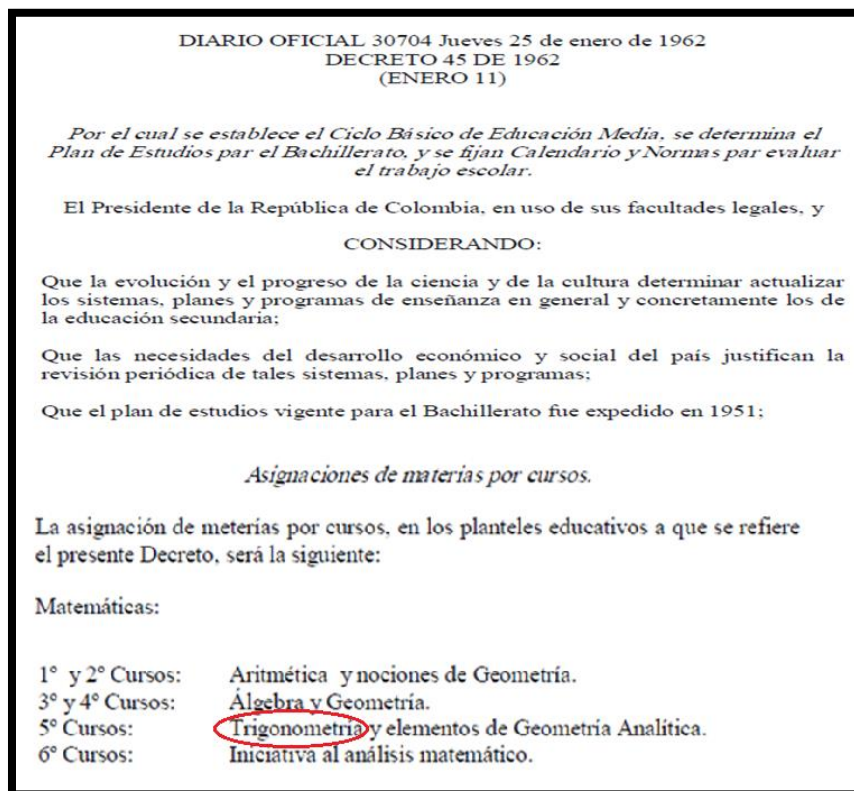 DIARIO OFICIAL 30704 Jueves 25 de enero de 1962
DECRETO 45 DE 1962
(ENERO 11)
Por el cual se establece el Ciclo Básico de Educación Media, se determina el
Plan de Estudios par el Bachillerato, y se fijan Calendario y Normas par evaluar
el trabajo escolar.
El Presidente de la República de Colombia, en uso de sus facultades legales, y
CONSIDERANDO:
Que la evolución y el progreso de la ciencia y de la cultura determinar actualizar
los sistemas, planes y programas de enseñanza en general y concretamente los de
la educación secundaria;
Que las necesidades del desarrollo económico y social del país justifican la
revisión periódica de tales sistemas, planes y programas;
Que el plan de estudios vigente para el Bachillerato fue expedido en 1951;
Asignaciones de materías por cursos.
La asignación de meterías por cursos, en los planteles educativos a que se refiere
el presente Decreto, será la siguiente:
Matemáticas:
1° y 2° Cursos: Aritmética y nociones de Geometría.
3° y 4° Cursos: Álgebra y Geometría.
5° Cursos: Trigonometría y elementos de Geometría Analítica.
6° Cursos: Iniciativa al análisis matemático.